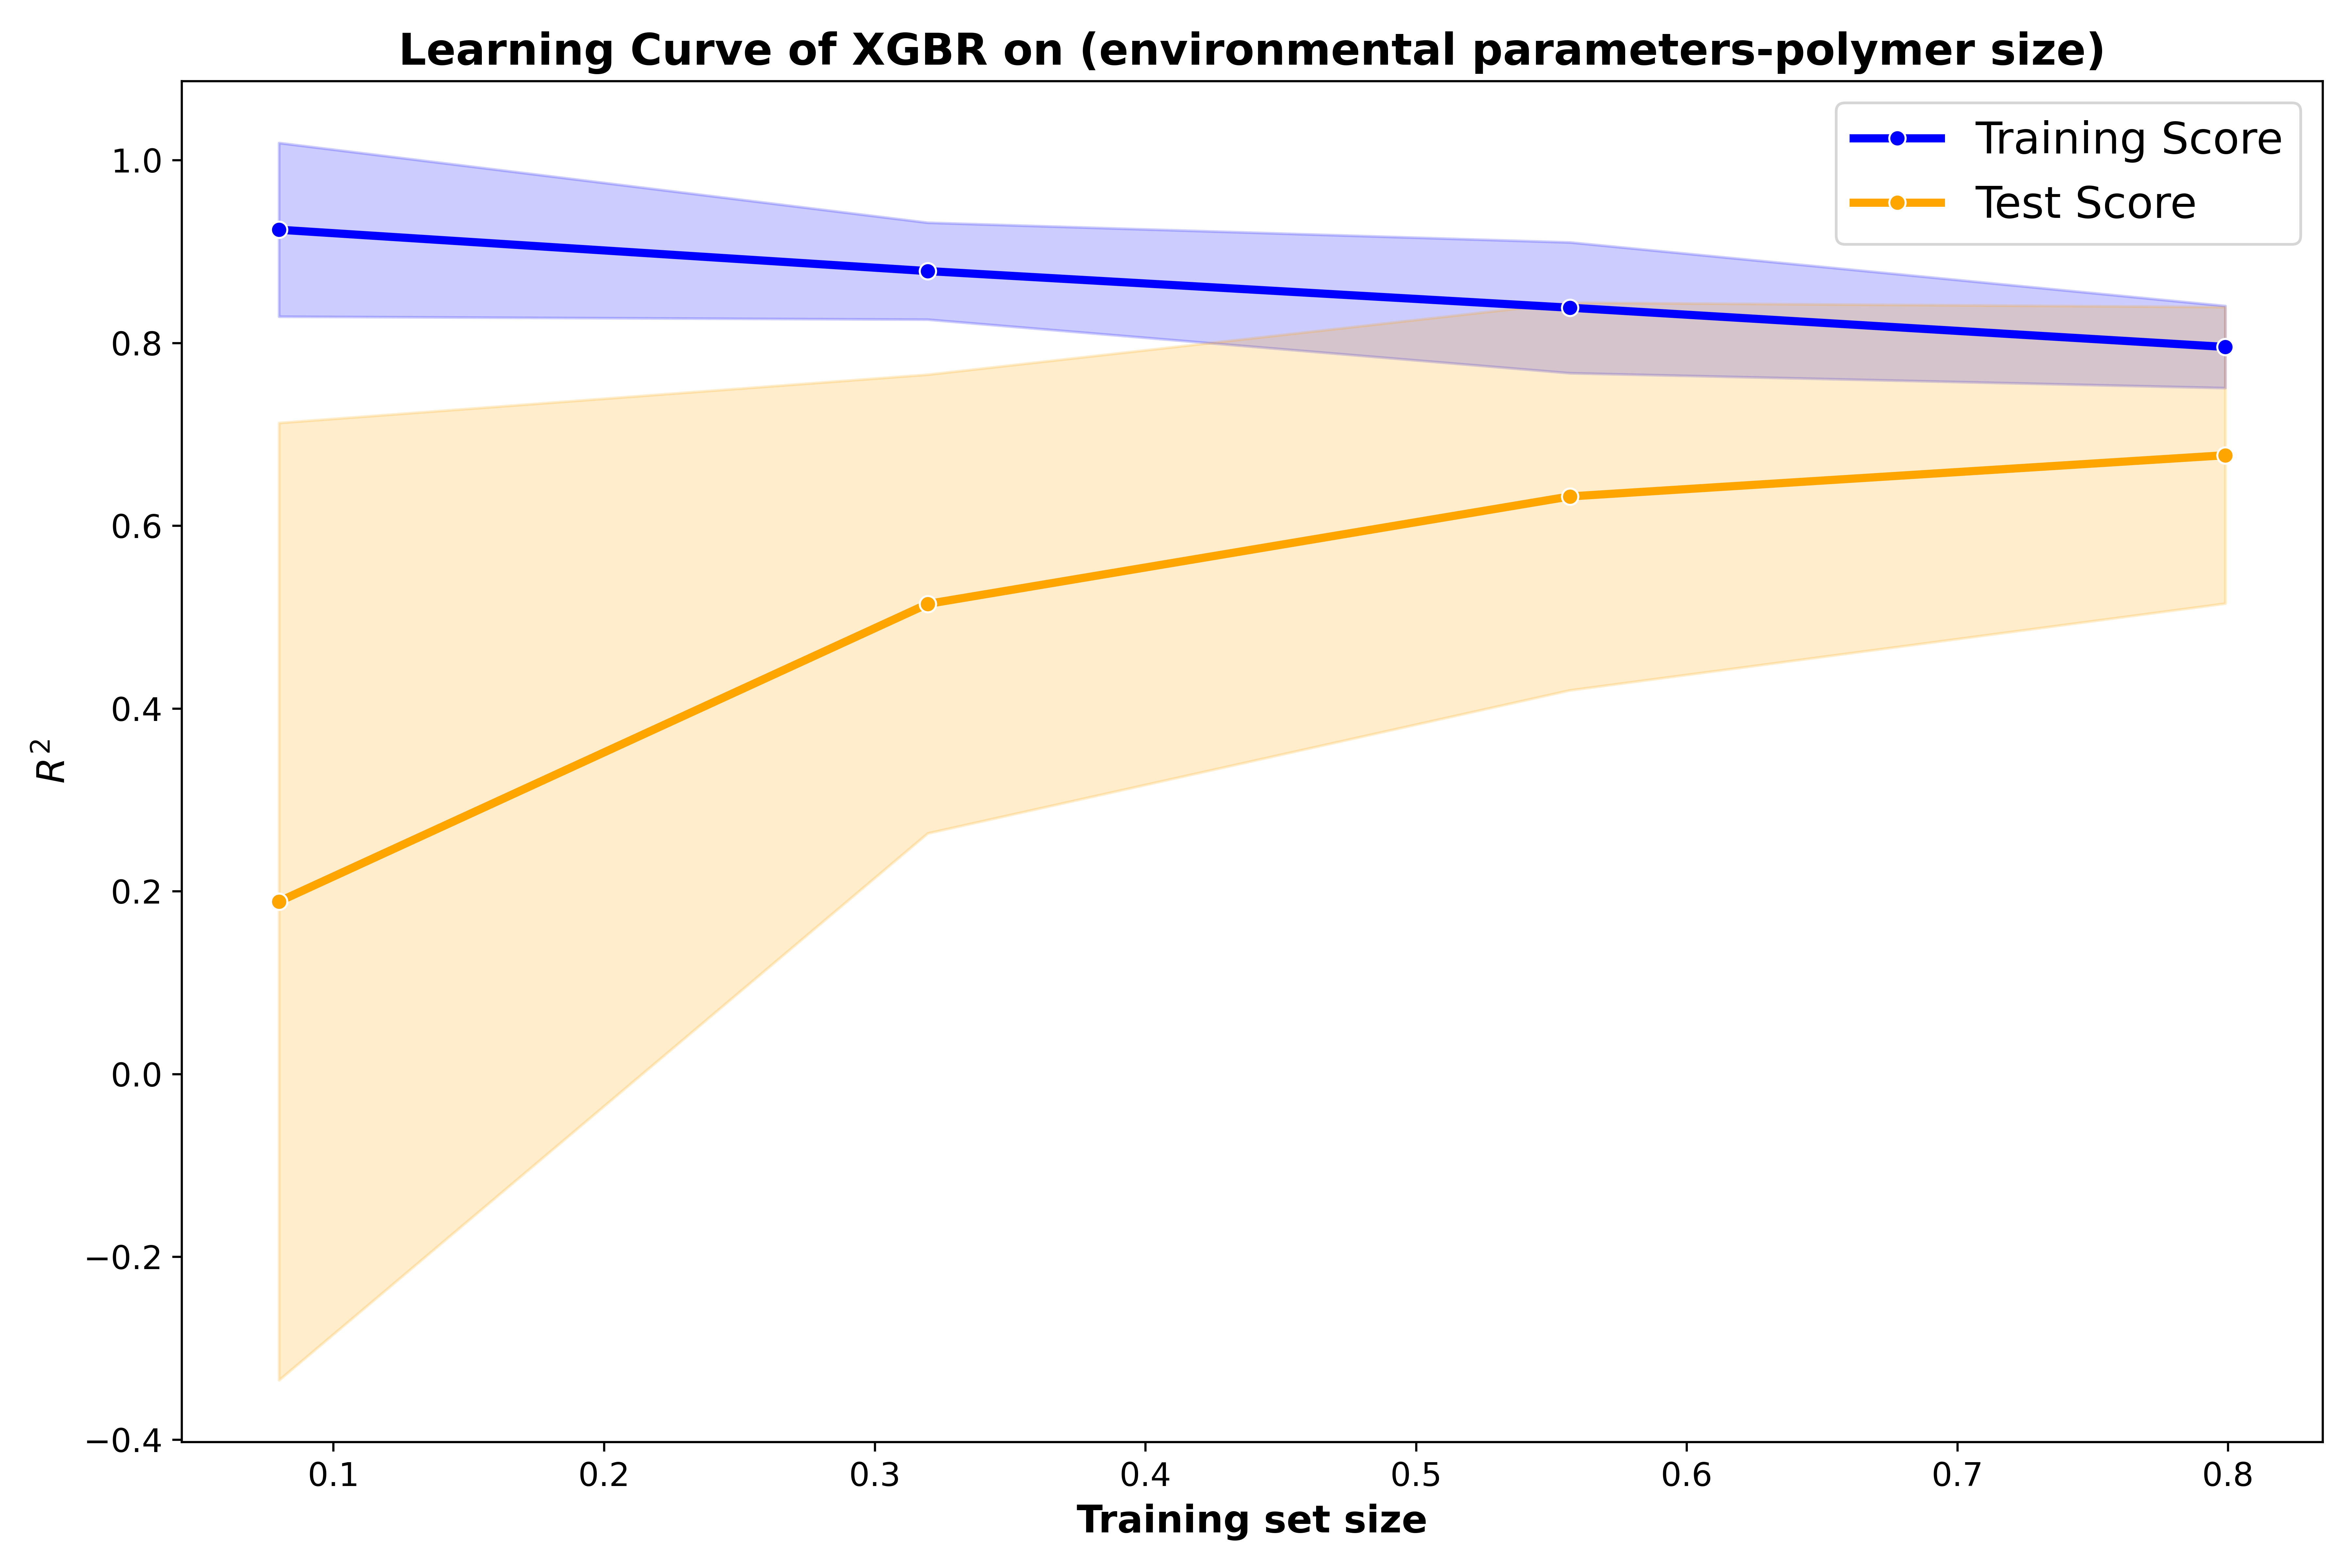 Learning Curve of XGBR on (environmental parameters-polymer size)
Training Score
Test Score
1.0
0.8
0.6
0.4
0.2
0.0
−0.2
−0.4
R²
0.1 0.2 0.3 0.4 0.5 0.6 0.7 0.8
Training set size